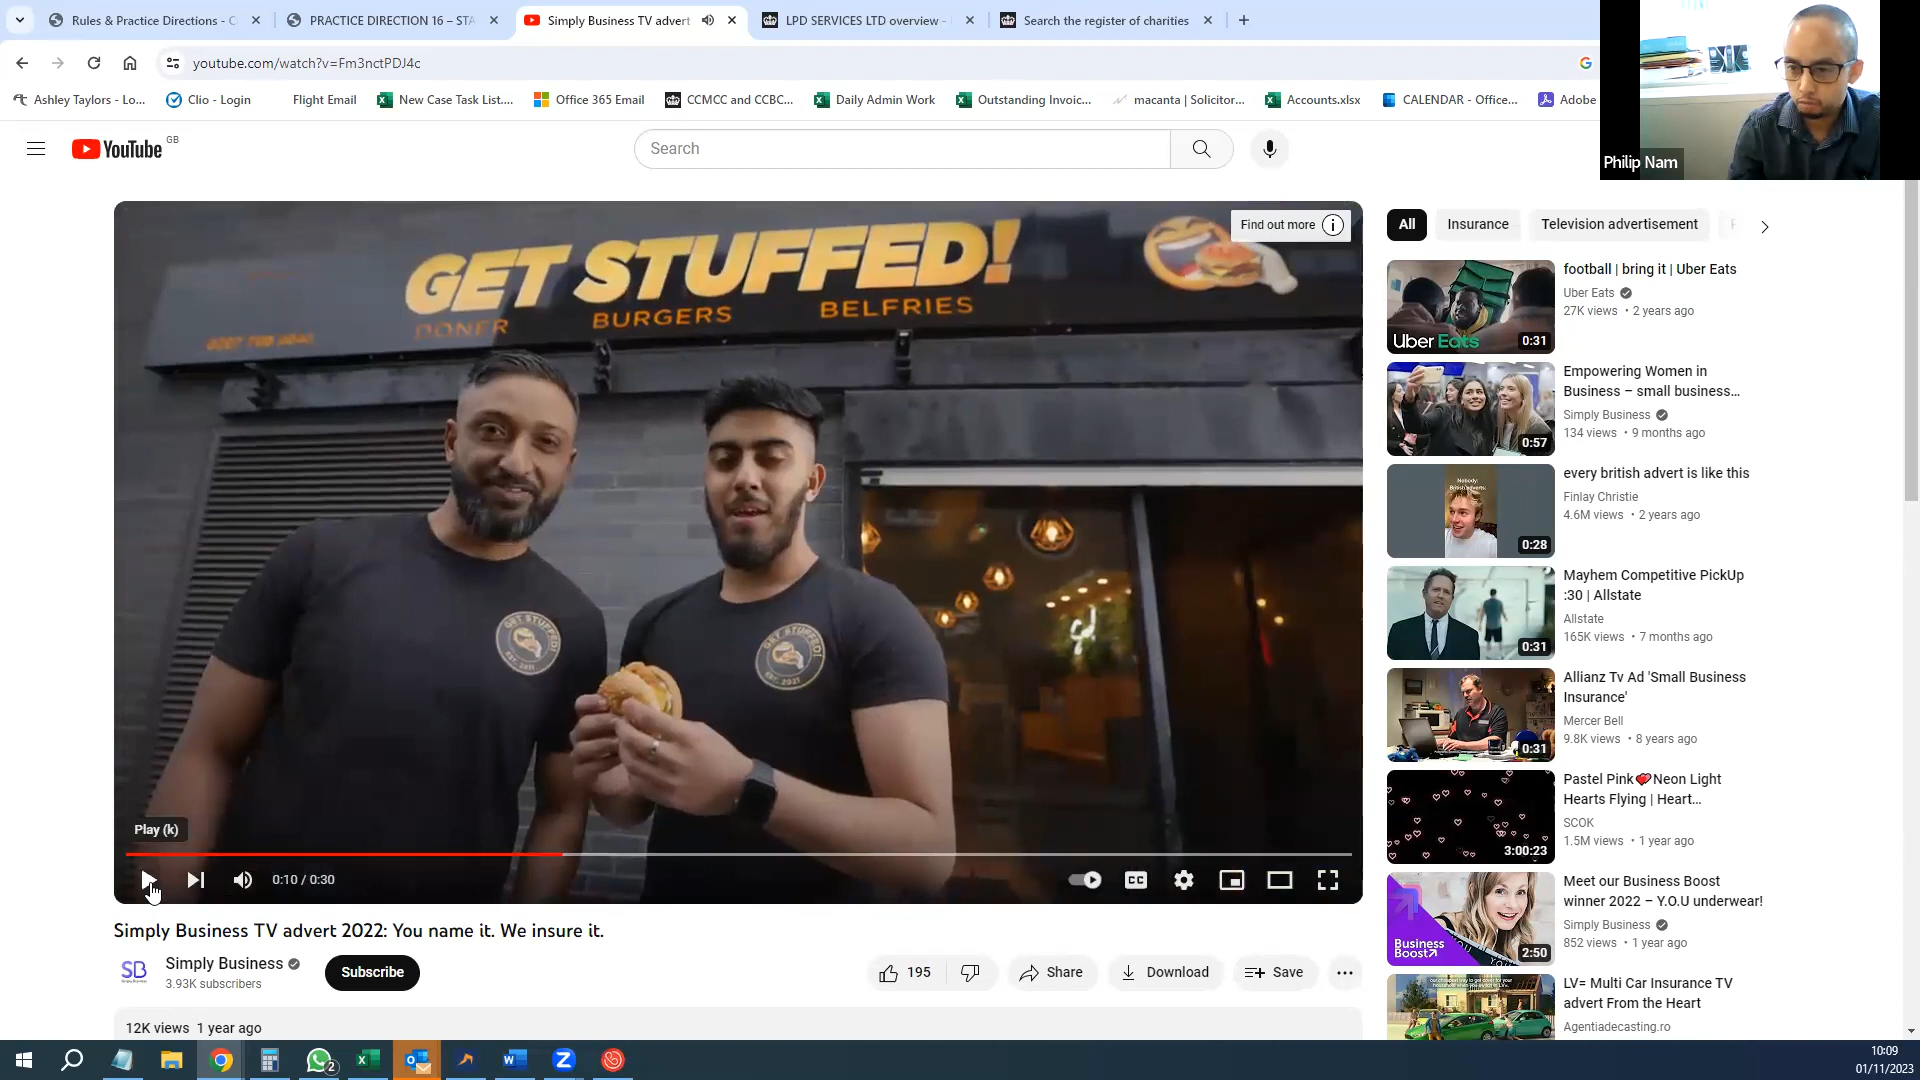 Rules & Practice Directions - C
PRACTICE DIRECTION 16 – STA
Simply Business TV advert
LPD SERVICES LTD overview -
Search the register of charities
youtube.com/watch?v=Fm3nctPDJ4c
Ashley Taylors - Lo...
Clio - Login
Flight Email
New Case Task List....
Office 365 Email
CCMCC and CCBC...
Daily Admin Work
Outstanding Invoic...
macanta | Solicitor...
Accounts.xlsx
CALENDAR - Office...
Adobe
Philip Nam
YouTube GB
Search
GET STUFFED!
DONER BURGERS BELFRIES
Find out more
GET STUFFED!
EST. 2021
GET STUFFED!
EST. 2021
Play (k)
0:10 / 0:30
CC
Simply Business TV advert 2022: You name it. We insure it.
SB
Simply Business
3.93K subscribers
Subscribe
195
Share
Download
Save
12K views 1 year ago
All
Insurance
Television advertisement
Uber Eats
0:31
football | bring it | Uber Eats
Uber Eats
27K views • 2 years ago
0:57
Empowering Women in
Business – small business...
Simply Business
134 views • 9 months ago
0:28
every british advert is like this
Finlay Christie
4.6M views • 2 years ago
0:31
Mayhem Competitive PickUp
:30 | Allstate
Allstate
165K views • 7 months ago
0:31
Allianz Tv Ad 'Small Business
Insurance'
Mercer Bell
9.8K views • 8 years ago
3:00:23
Pastel Pink❤️Neon Light
Hearts Flying | Heart...
SCOK
1.5M views • 1 year ago
Business
Boost
2:50
Meet our Business Boost
winner 2022 – Y.O.U underwear!
Simply Business
852 views • 1 year ago
LV= Multi Car Insurance TV
advert From the Heart
Agentiadecasting.ro
2
10:09
01/11/2023